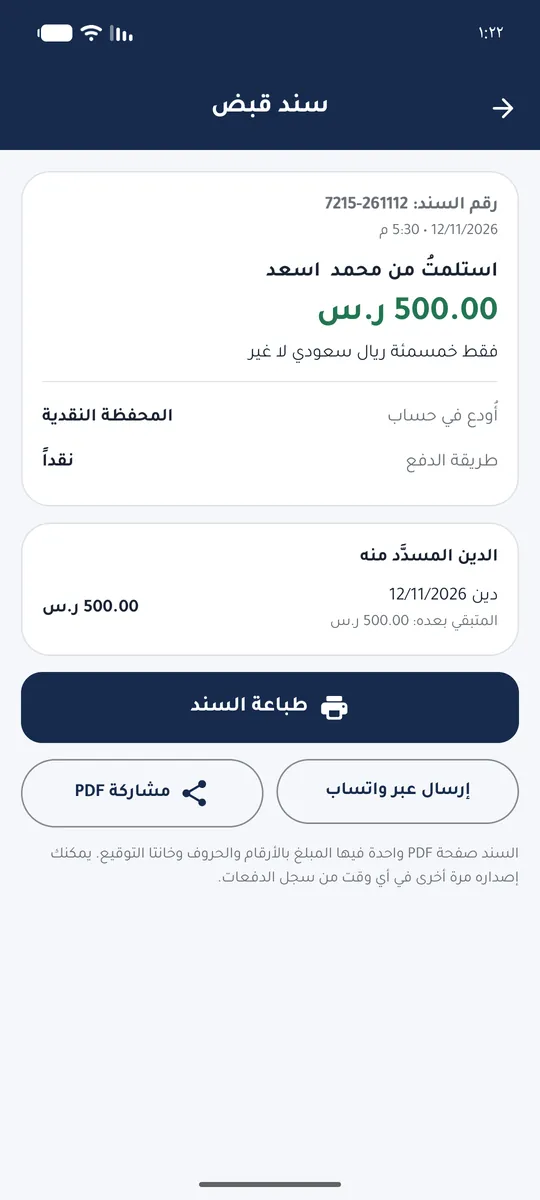 ١:٢٢
سند قبض
رقم السند: 261112-7215
12/11/2026 • 5:30 م
استلمتُ من محمد  اسعد
500.00 ر.س
فقط خمسمئة ريال سعودي لا غير
أُودع في حساب المحفظة النقدية
طريقة الدفع نقداً
الدين المسدَّد منه
دين 12/11/2026 500.00 ر.س
المتبقي بعده: 500.00 ر.س
طباعة السند
إرسال عبر واتساب
مشاركة PDF
السند صفحة PDF واحدة فيها المبلغ بالأرقام والحروف وخانتا التوقيع. يمكنك
إصداره مرة أخرى في أي وقت من سجل الدفعات.